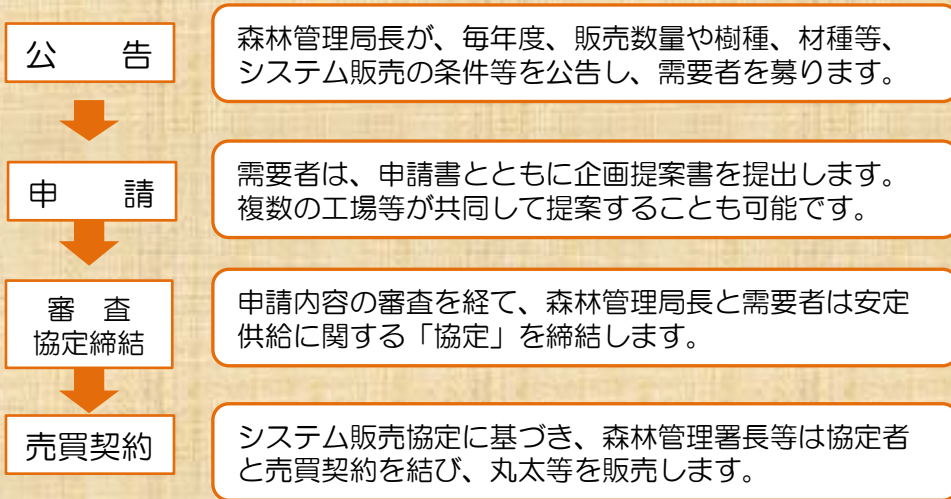 公　　告
森林管理局長が、毎年度、販売数量や樹種、材種等、
システム販売の条件等を公告し、需要者を募ります。
申　　請
需要者は、申請書とともに企画提案書を提出します。
複数の工場等が共同して提案することも可能です。
審　査
協定締結
申請内容の審査を経て、森林管理局長と需要者は安定
供給に関する「協定」を締結します。
売買契約
システム販売協定に基づき、森林管理署長等は協定者
と売買契約を結び、丸太等を販売します。